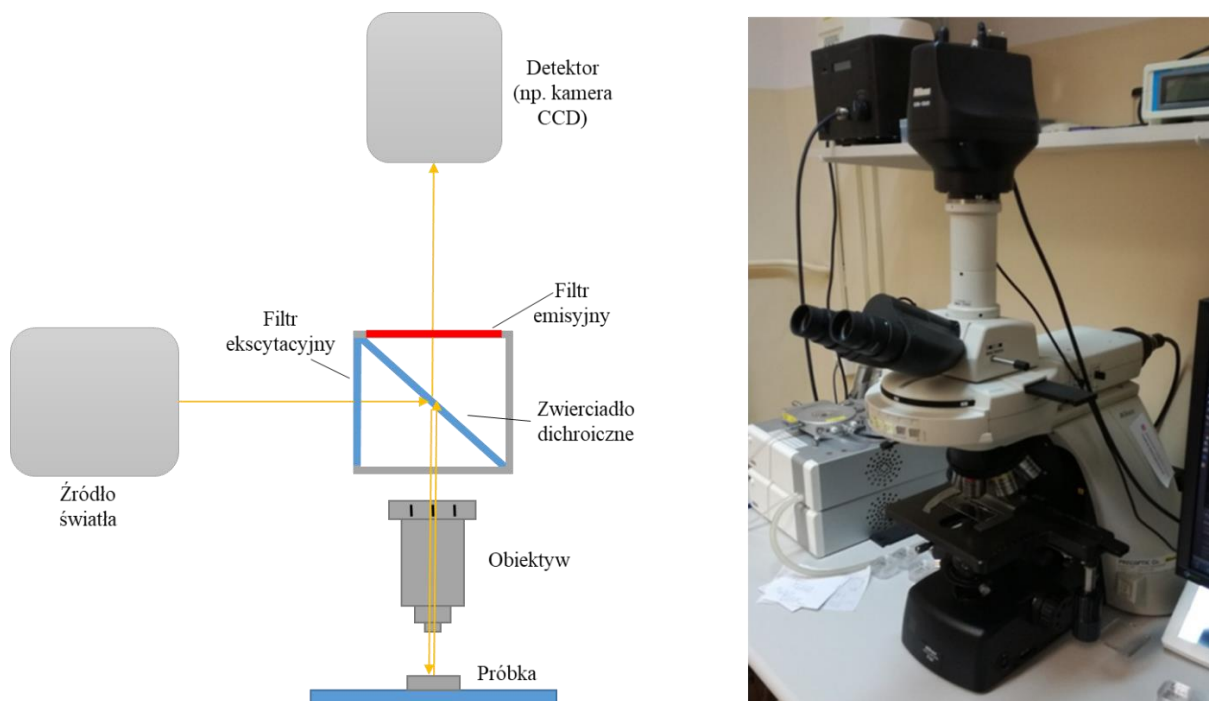 Detektor
(np. kamera
CCD)
Filtr
emisyjny
Filtr
ekscytacyjny
Zwierciadło
dichroiczne
Źródło
światła
Obiektyw
Próbka
Nikon